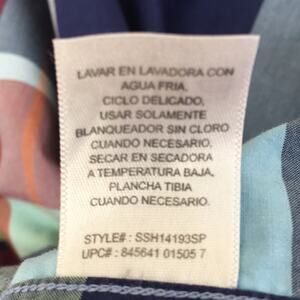 LAVAR EN LAVADORA CON
AGUA FRIA,
CICLO DELICADO,
USAR SOLAMENTE
BLANQUEADOR SIN CLORO
CUANDO NECESARIO,
SECAR EN SECADORA
A TEMPERATURA BAJA,
PLANCHA TIBIA
CUANDO NECESARIO.
STYLE# : SSH14193SP
UPC# : 845641 01505 7